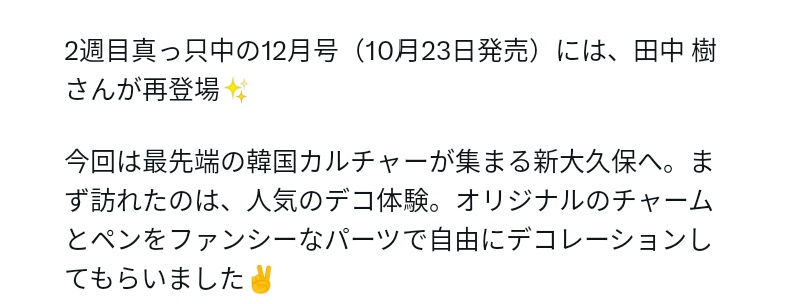 2週目真っ只中の12月号（10月23日発売）には、田中 樹
さんが再登場✨
今回は最先端の韓国カルチャーが集まる新大久保へ。ま
ず訪れたのは、人気のデコ体験。オリジナルのチャーム
とペンをファンシーなパーツで自由にデコレーションし
てもらいました✌️